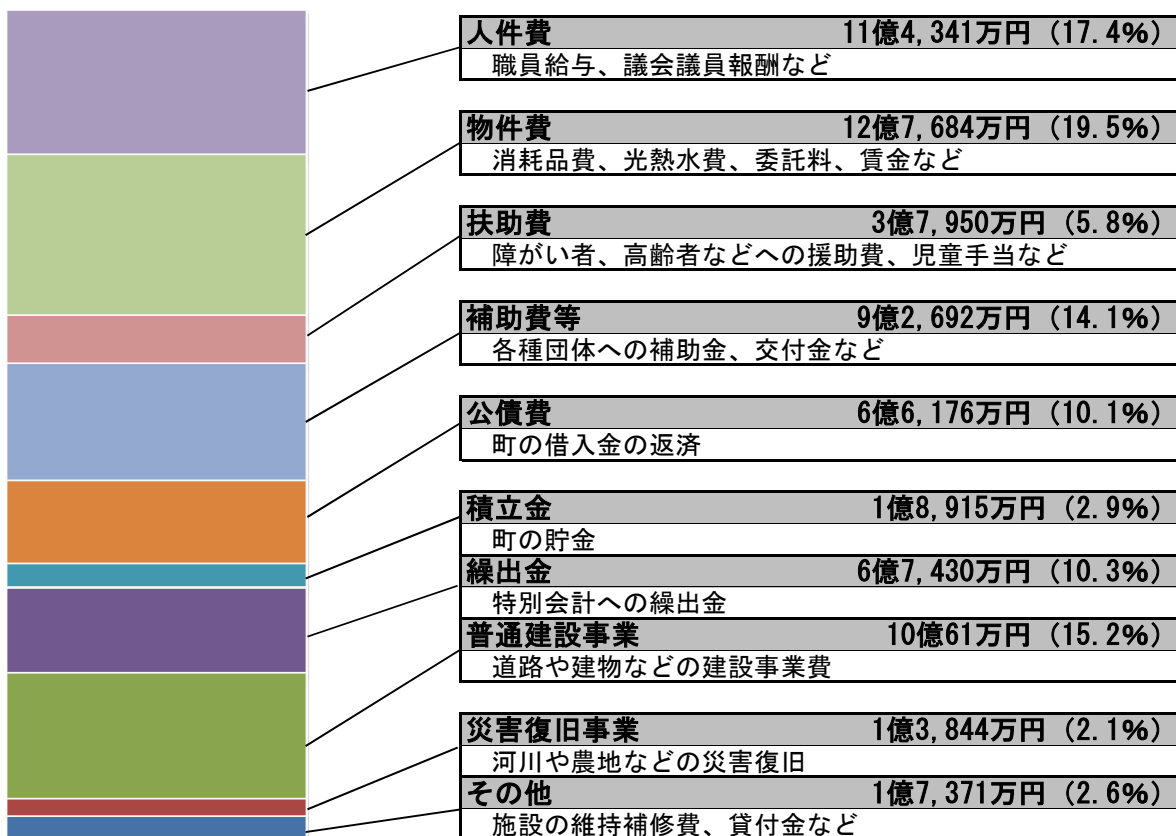 人件費 11億4,341万円 (17.4%)
職員給与、議会議員報酬など
物件費 12億7,684万円 (19.5%)
消耗品費、光熱水費、委託料、賃金など
扶助費 3億7,950万円 (5.8%)
障がい者、高齢者などへの援助費、児童手当など
補助費等 9億2,692万円 (14.1%)
各種団体への補助金、交付金など
公債費 6億6,176万円 (10.1%)
町の借入金の返済
積立金 1億8,915万円 (2.9%)
町の貯金
繰出金 6億7,430万円 (10.3%)
特別会計への繰出金
普通建設事業 10億61万円 (15.2%)
道路や建物などの建設事業費
災害復旧事業 1億3,844万円 (2.1%)
河川や農地などの災害復旧
その他 1億7,371万円 (2.6%)
施設の維持補修費、貸付金など